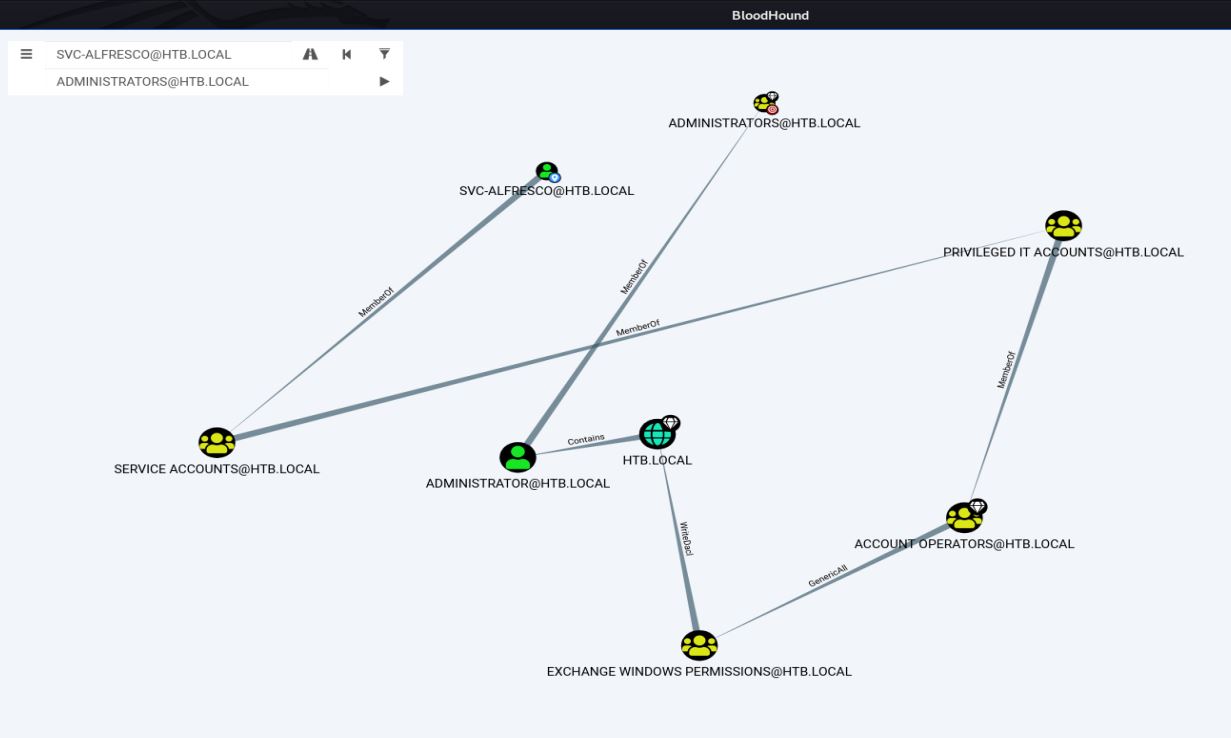 BloodHound
SVC-ALFRESCO@HTB.LOCAL
ADMINISTRATORS@HTB.LOCAL
ADMINISTRATORS@HTB.LOCAL
SVC-ALFRESCO@HTB.LOCAL
PRIVILEGED IT ACCOUNTS@HTB.LOCAL
MemberOf
MemberOf
MemberOf
MemberOf
Contains
HTB.LOCAL
SERVICE ACCOUNTS@HTB.LOCAL
ADMINISTRATOR@HTB.LOCAL
WriteDacl
ACCOUNT OPERATORS@HTB.LOCAL
GenericAll
EXCHANGE WINDOWS PERMISSIONS@HTB.LOCAL